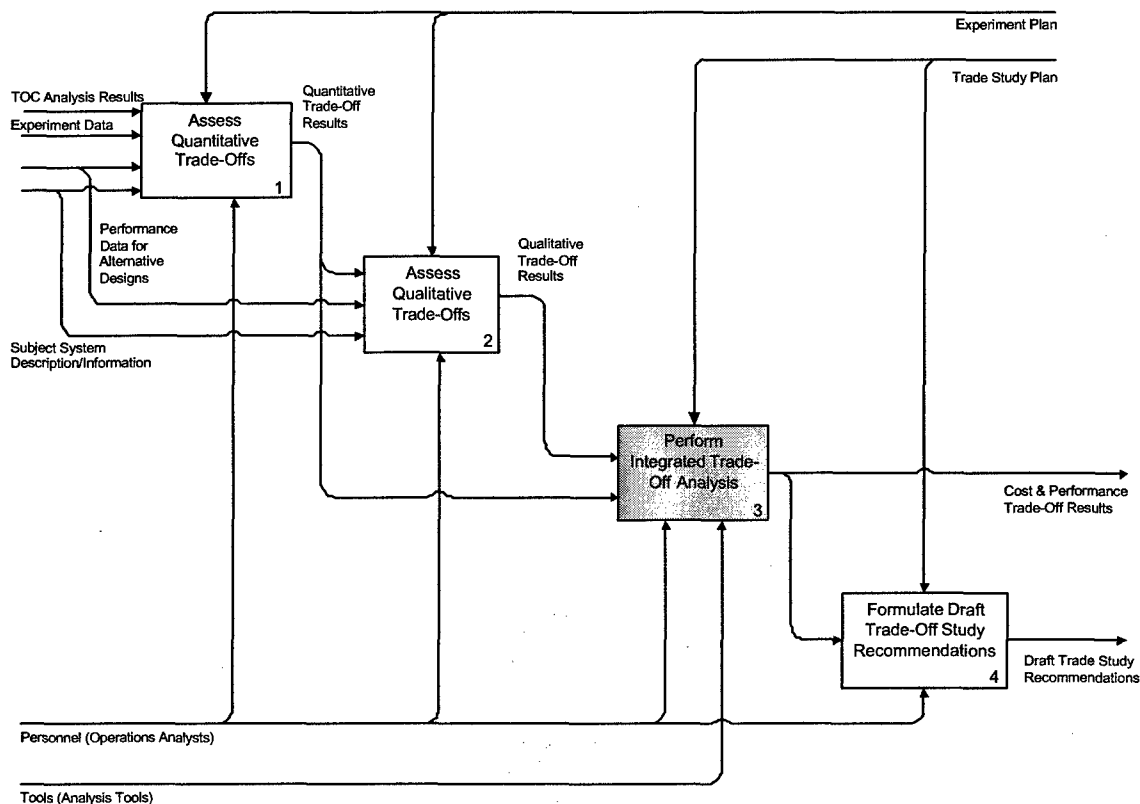 Experiment Plan
Trade Study Plan
TOC Analysis Results
Experiment Data
Quantitative
Trade-Off
Results
Assess
Quantitative
Trade-Offs
1
Performance
Data for
Alternative
Designs
Subject System
Description/Information
Assess
Qualitative
Trade-Offs
2
Qualitative
Trade-Off
Results
Perform
Integrated Trade-
Off Analysis
3
Cost & Performance
Trade-Off Results
Formulate Draft
Trade-Off Study
Recommendations
4
Draft Trade Study
Recommendations
Personnel (Operations Analysts)
Tools (Analysis Tools)